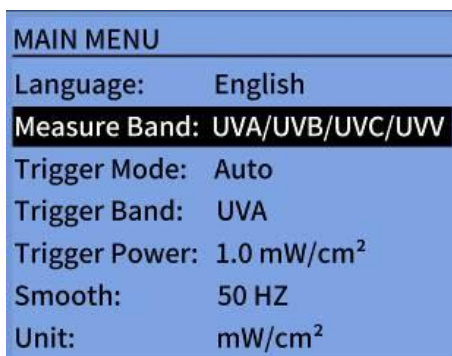 MAIN MENU
Language: English
Measure Band: UVA/UVB/UVC/UVV
Trigger Mode: Auto
Trigger Band: UVA
Trigger Power: 1.0 mW/cm²
Smooth: 50 HZ
Unit: mW/cm²